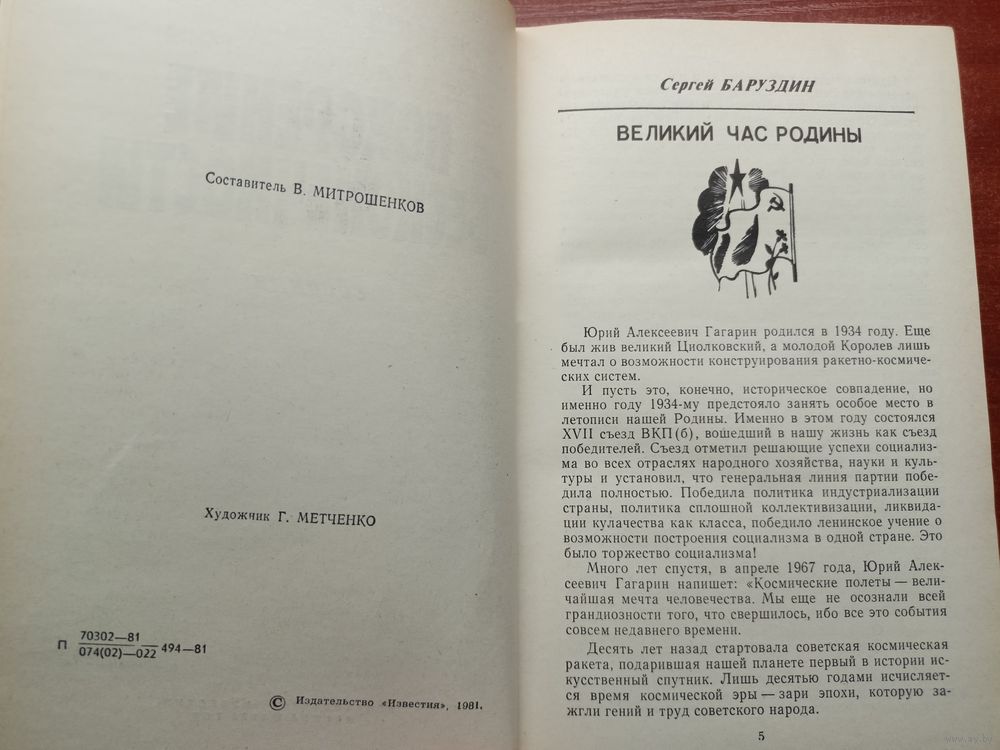 Составитель В. МИТРОШЕНКОВ
Художник Г. МЕТЧЕНКО
П 70302—81
074(02)—022 494—81
© Издательство «Известия», 1981.
Сергей БАРУЗДИН
ВЕЛИКИЙ ЧАС РОДИНЫ
Юрий Алексеевич Гагарин родился в 1934 году. Еще
был жив великий Циолковский, а молодой Королев лишь
мечтал о возможности конструирования ракетно-космиче-
ских систем.
И пусть это, конечно, историческое совпадение, но
именно году 1934-му предстояло занять особое место в
летописи нашей Родины. Именно в этом году состоялся
XVII съезд ВКП(б), вошедший в нашу жизнь как съезд
победителей. Съезд отметил решающие успехи социализ-
ма во всех отраслях народного хозяйства, науки и куль-
туры и установил, что генеральная линия партии побе-
дила полностью. Победила политика индустриализации
страны, политика сплошной коллективизации, ликвида-
ции кулачества как класса, победило ленинское учение о
возможности построения социализма в одной стране. Это
было торжество социализма!
Много лет спустя, в апреле 1967 года, Юрий Алек-
сеевич Гагарин напишет: «Космические полеты — вели-
чайшая мечта человечества. Мы еще не осознали всей
грандиозности того, что свершилось, ибо все это события
совсем недавнего времени.
Десять лет назад стартовала советская космическая
ракета, подарившая нашей планете первый в истории ис-
кусственный спутник. Лишь десятью годами исчисляет-
ся время космической эры — зари эпохи, которую за-
жгли гений и труд советского народа.
5
www.ay.by